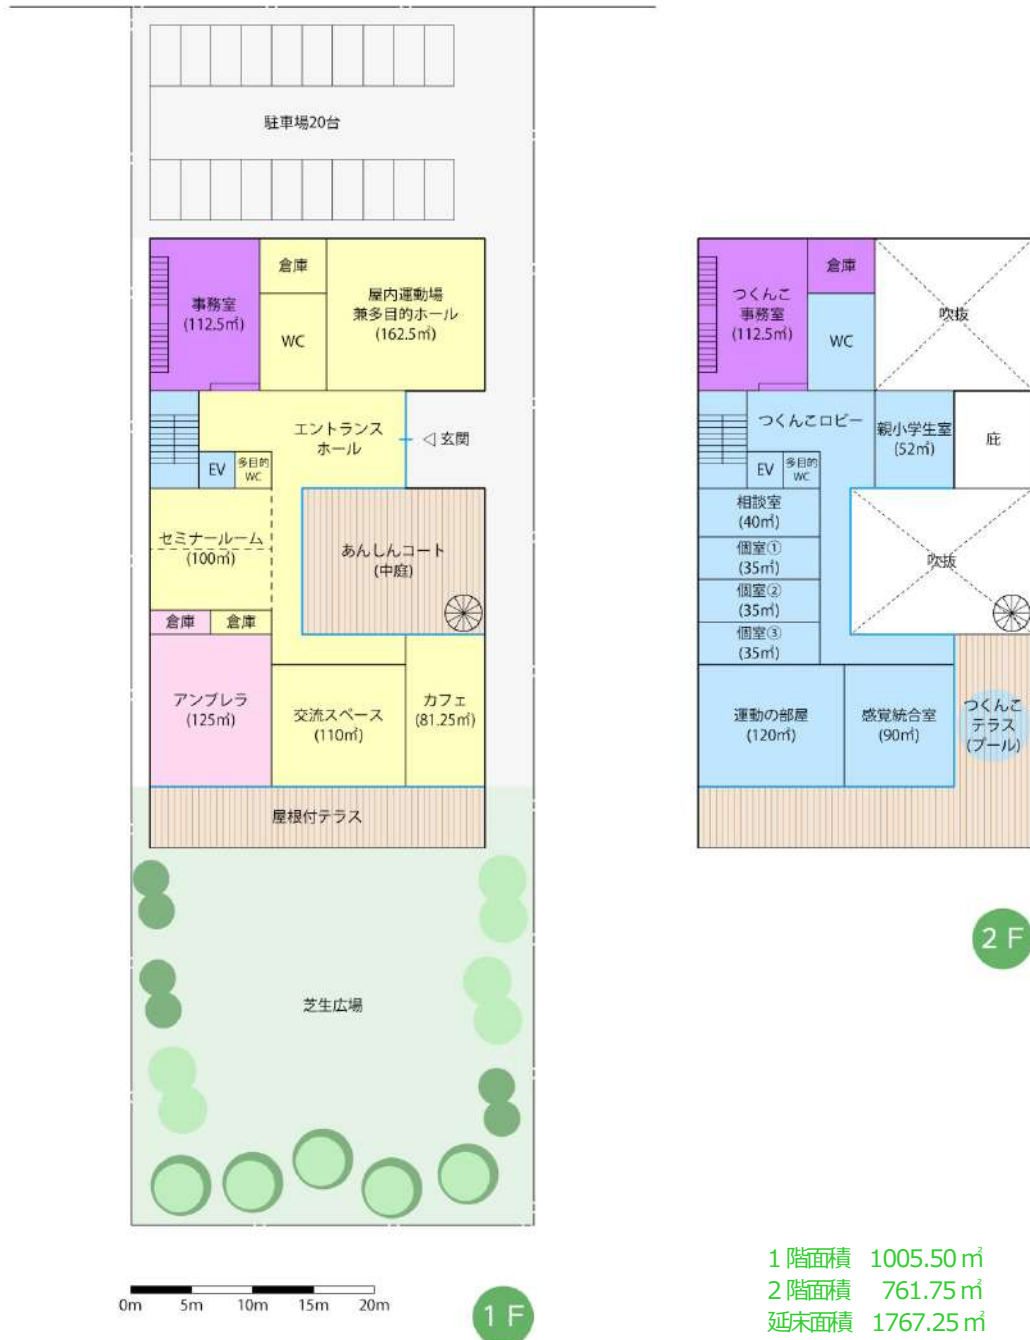 駐車場20台
倉庫
事務室
(112.5㎡)
WC
屋内運動場
兼多目的ホール
(162.5㎡)
エントランス
ホール
◁ 玄関
EV
多目的
WC
セミナールーム
(100㎡)
あんしんコート
(中庭)
倉庫
倉庫
アンブレラ
(125㎡)
交流スペース
(110㎡)
カフェ
(81.25㎡)
屋根付テラス
芝生広場
0m 5m 10m 15m 20m
1 F
倉庫
つくんこ
事務室
(112.5㎡)
WC
吹抜
つくんこロビー
親小学生室
(52㎡)
庇
EV
多目的
WC
相談室
(40㎡)
個室①
(35㎡)
個室②
(35㎡)
個室③
(35㎡)
吹抜
運動の部屋
(120㎡)
感覚統合室
(90㎡)
つくんこ
テラス
(プール)
2 F
1 階面積 1005.50 ㎡
2 階面積 761.75 ㎡
延床面積 1767.25 ㎡